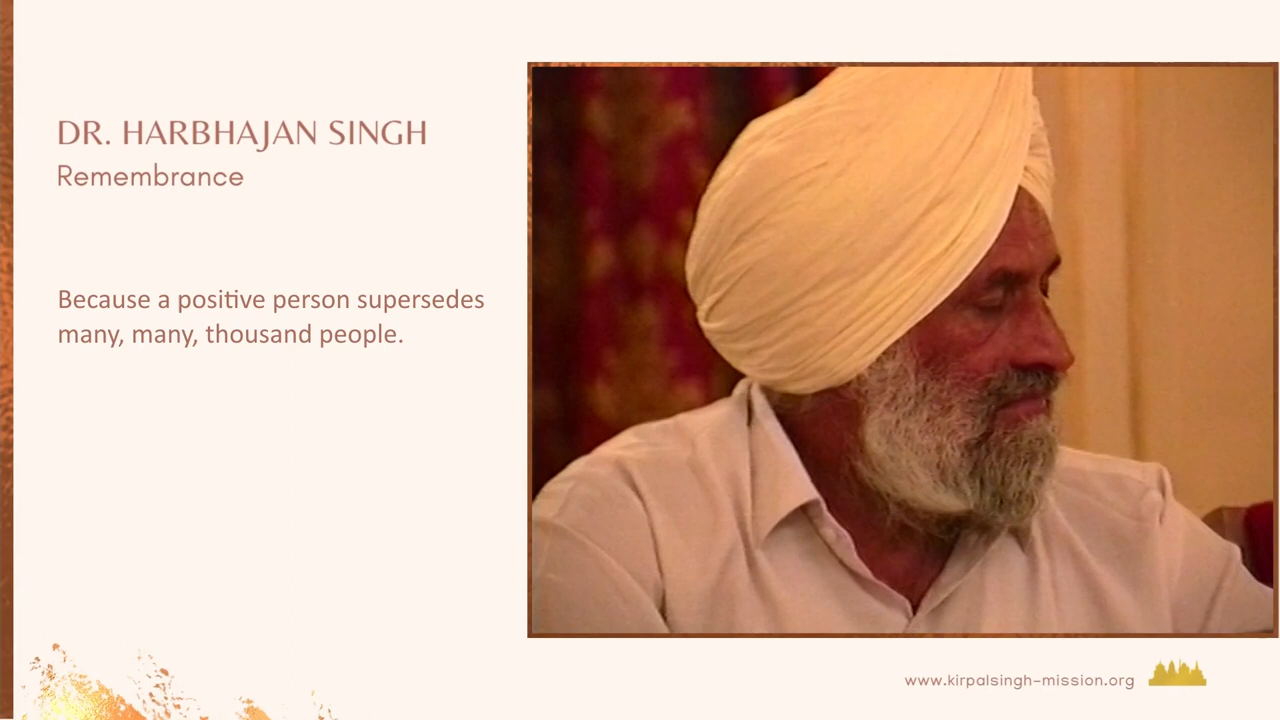 DR. HARBHAJAN SINGH
Remembrance
Because a positive person supersedes
many, many, thousand people.
www.kirpalsingh-mission.org